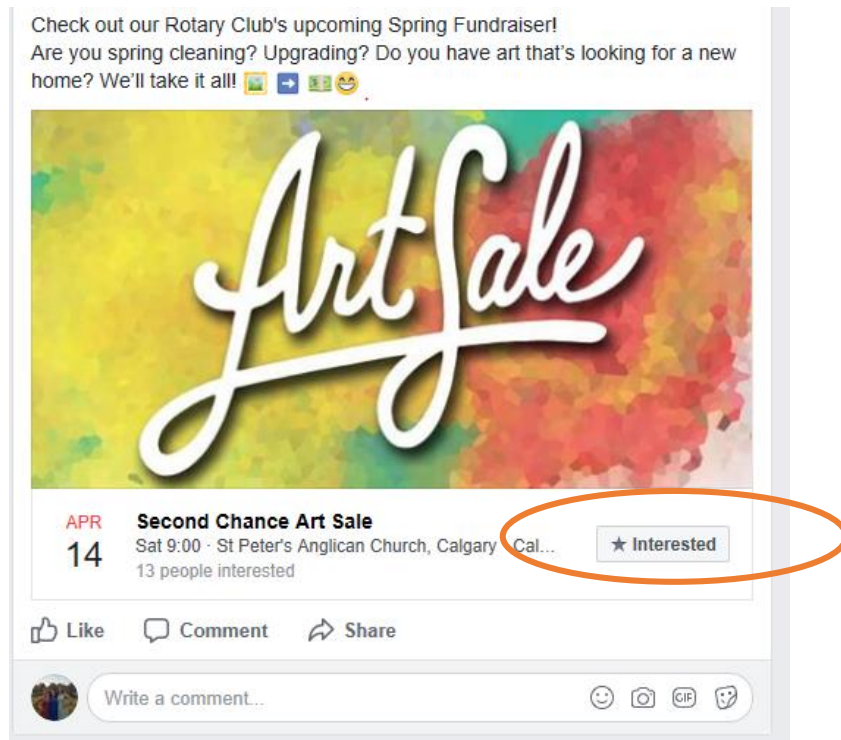 Check out our Rotary Club's upcoming Spring Fundraiser!
Are you spring cleaning? Upgrading? Do you have art that's looking for a new
home? We'll take it all!
Art Sale
APR
14
Second Chance Art Sale
Sat 9:00 · St Peter's Anglican Church, Calgary · Cal...
13 people interested
★ Interested
Like Comment Share
Write a comment...
GIF